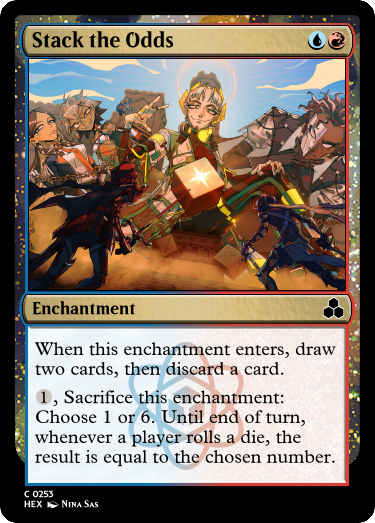 Stack the Odds
Enchantment
When this enchantment enters, draw
two cards, then discard a card.
1, Sacrifice this enchantment:
Choose 1 or 6. Until end of turn,
whenever a player rolls a die, the
result is equal to the chosen number.
C 0253
HEX Nina Sas